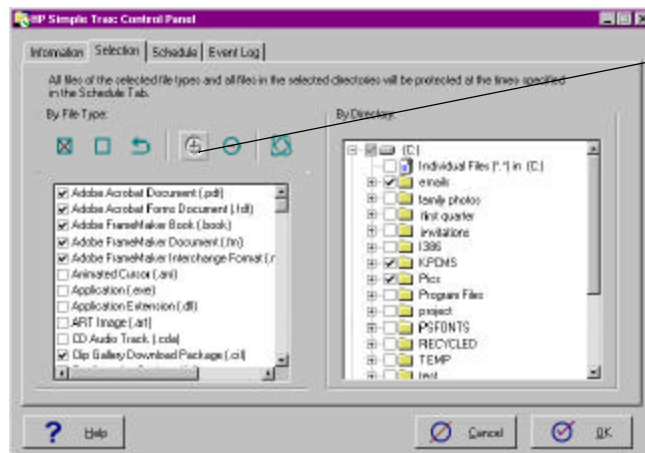 HP Simple Trax Control Panel
Information Selection Schedule Event Log
All files of the selected file types and all files in the selected directories will be protected at the times specified
in the Schedule Tab.
By File Type: By Directory:
Adobe Acrobat Document (.pdf)
Adobe Acrobat Forms Document (.fdf)
Adobe FrameMaker Book (.book)
Adobe FrameMaker Document (.fm)
Adobe FrameMaker Interchange Format (.r
Animated Cursor (.ani)
Application (.exe)
Application Extension (.dll)
ART Image (.art)
CD Audio Track (.cda)
Clip Gallery Download Package (.cil)
(C:)
Individual Files [*.*] in (C:)
emails
family photos
first quarter
invitations
I386
KPCMS
Pics
Program Files
project
PSFONTS
RECYCLED
TEMP
test
? Help Cancel OK